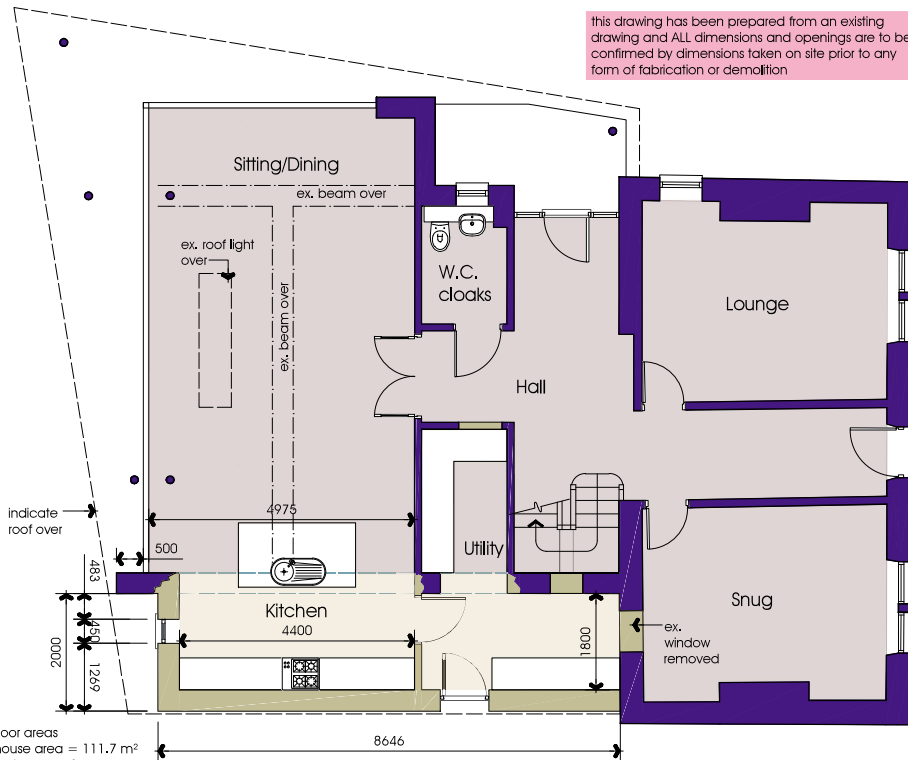 this drawing has been prepared from an existing
drawing and ALL dimensions and openings are to be
confirmed by dimensions taken on site prior to any
form of fabrication or demolition
Sitting/Dining
ex. beam over
ex. roof light
over
ex. beam over
W.C.
cloaks
Lounge
Hall
indicate
roof over
4975
500
Utility
483
Kitchen
Snug
450
2000
4400
1800
ex.
window
removed
1269
8646
house area = 111.7 m²